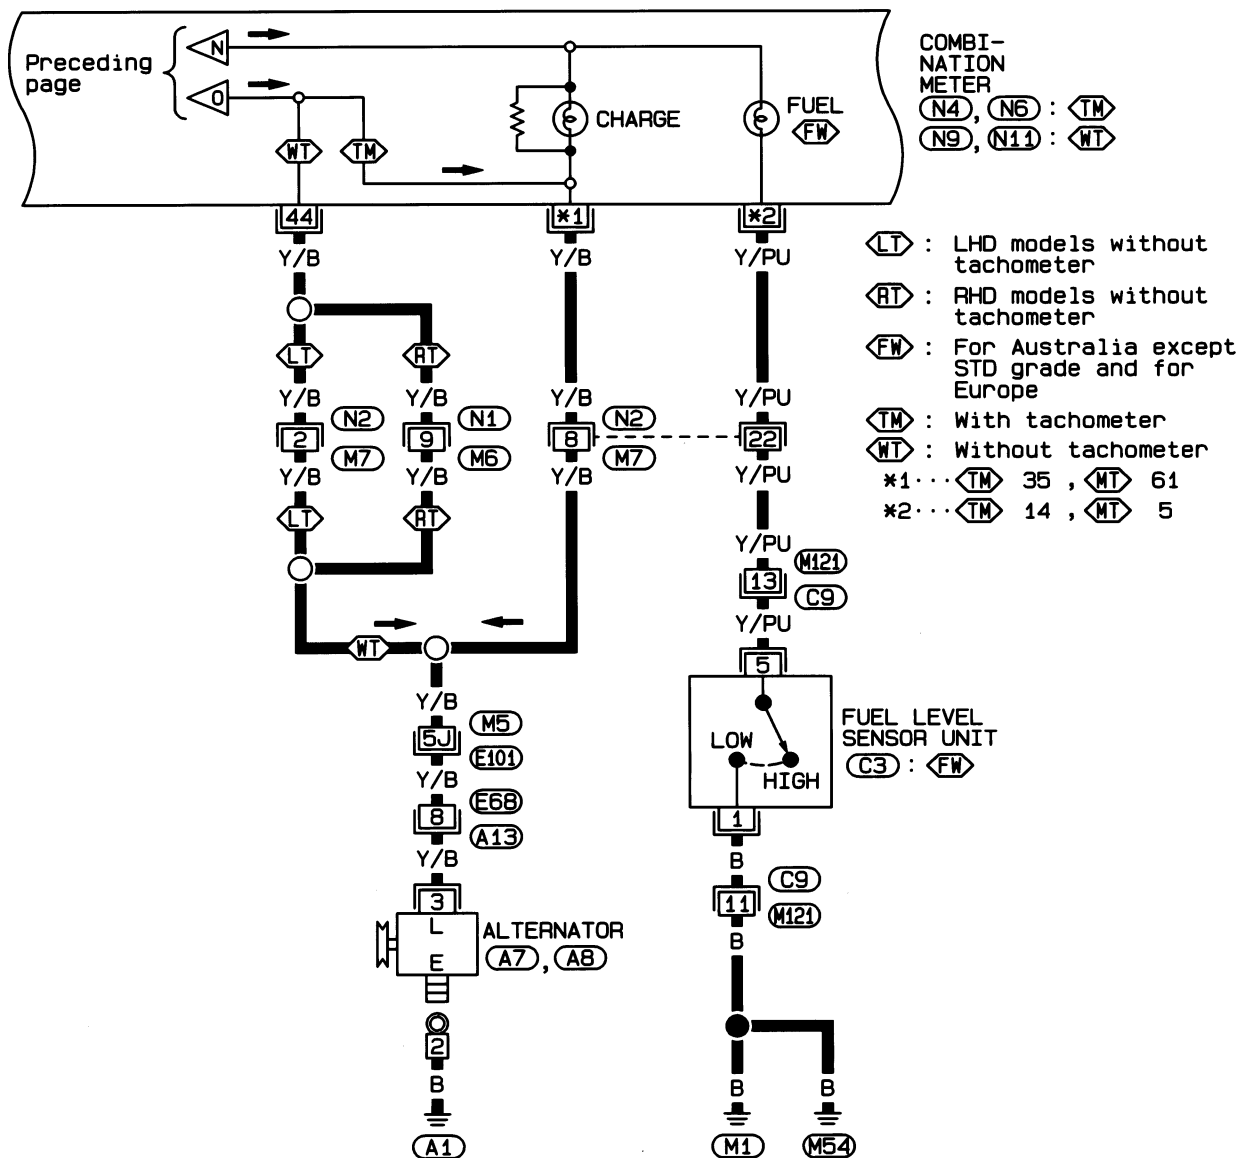 Preceding
page
N
O
WT
TM
CHARGE
FUEL
FW
COMBI-
NATION
METER
N4, N6 : TM
N9, N11 : WT
44
*1
*2
Y/B
Y/B
Y/PU
LT : LHD models without
tachometer
RT : RHD models without
tachometer
FW : For Australia except
STD grade and for
Europe
TM : With tachometer
WT : Without tachometer
*1··· TM 35 , MT 61
*2··· TM 14 , MT 5
LT
RT
Y/B
Y/B
Y/B
Y/PU
2
N2
M7
9
N1
M6
8
N2
M7
22
Y/B
Y/B
Y/B
Y/PU
LT
RT
Y/PU
13
M121
C9
Y/PU
WT
5
Y/B
5J
M5
E101
LOW
HIGH
FUEL LEVEL
SENSOR UNIT
C3 : FW
Y/B
8
E68
A13
1
Y/B
B
3
11
C9
M121
L
E
ALTERNATOR
A7, A8
B
2
B
A1
B
B
M1
M54